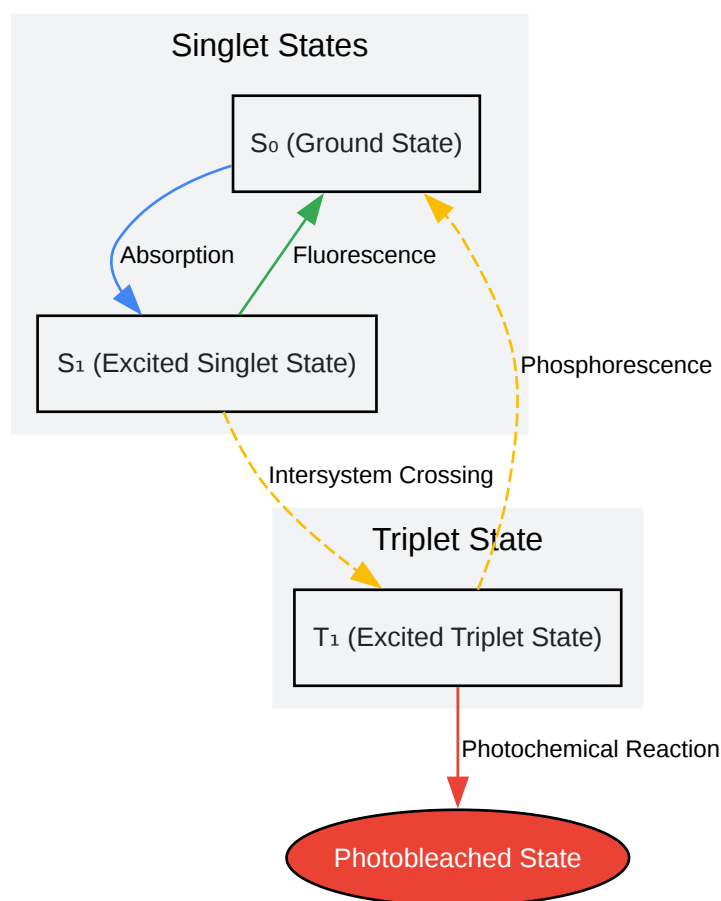 Singlet States
S₀ (Ground State)
Absorption
Fluorescence
S₁ (Excited Singlet State)
Phosphorescence
Intersystem Crossing
Triplet State
T₁ (Excited Triplet State)
Photochemical Reaction
Photobleached State